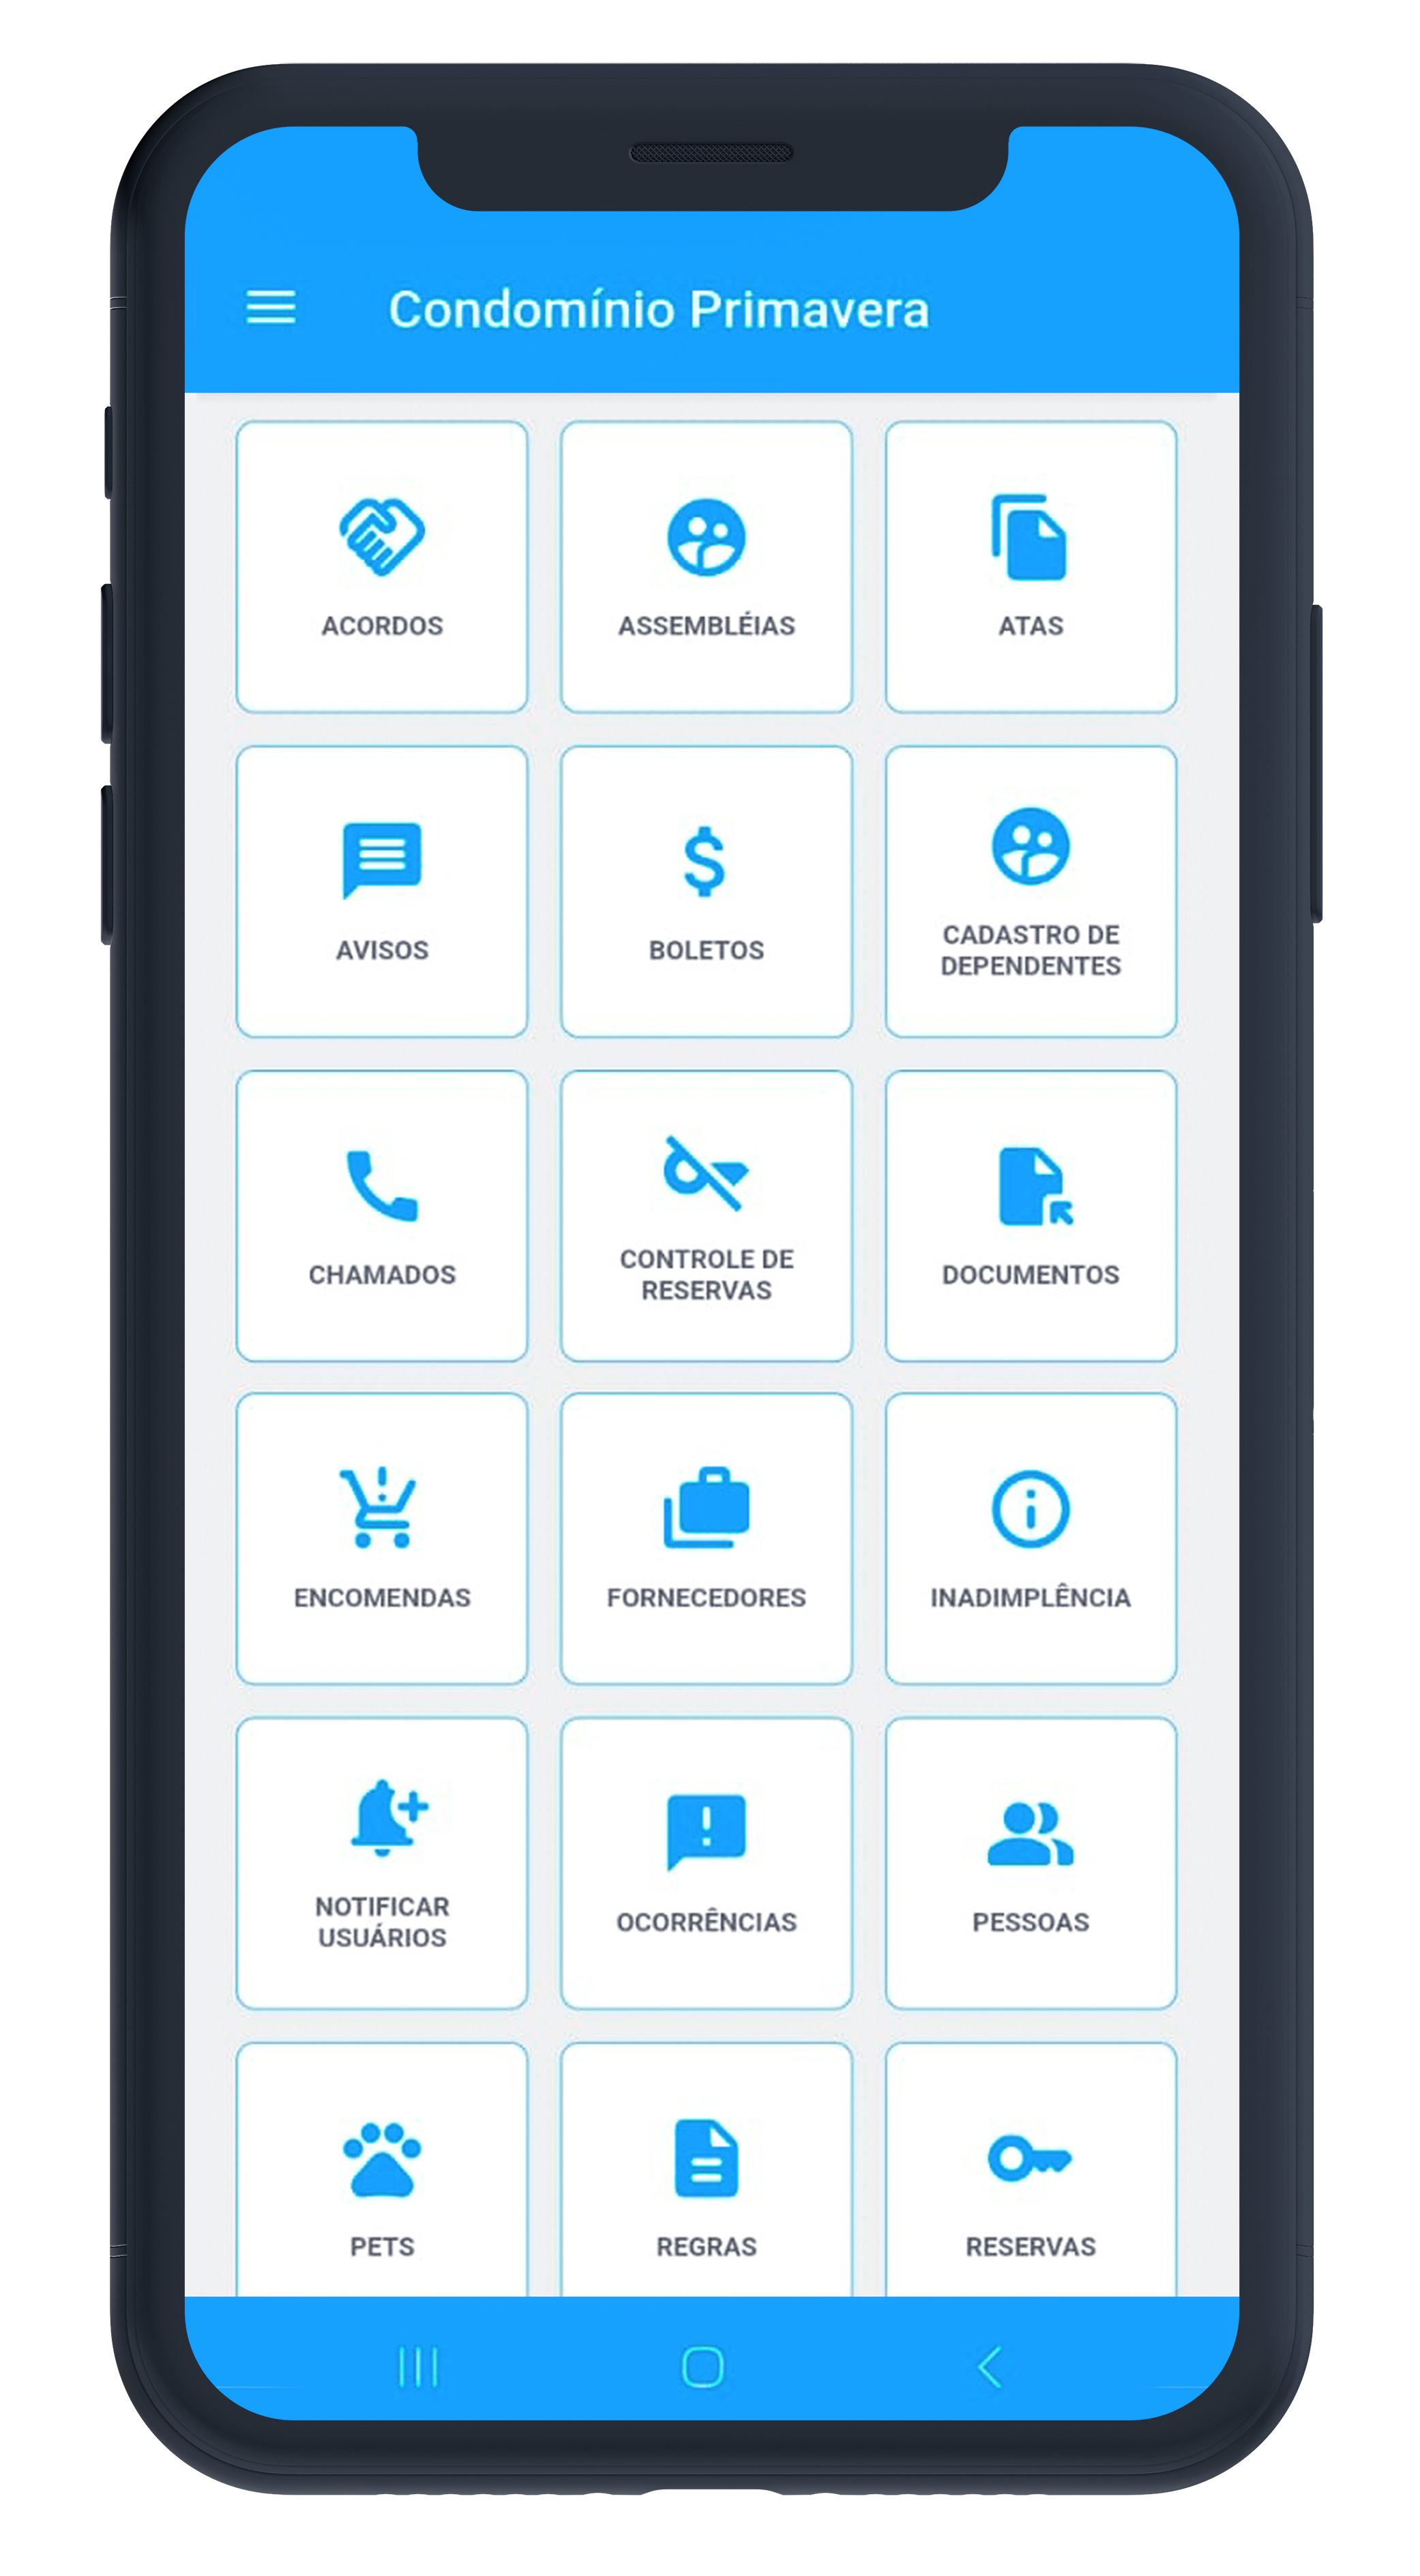 Condomínio Primavera
ACORDOS
ASSEMBLÉIAS
ATAS
AVISOS
BOLETOS
CADASTRO DE
DEPENDENTES
CHAMADOS
CONTROLE DE
RESERVAS
DOCUMENTOS
ENCOMENDAS
FORNECEDORES
INADIMPLÊNCIA
NOTIFICAR
USUÁRIOS
OCORRÊNCIAS
PESSOAS
PETS
REGRAS
RESERVAS